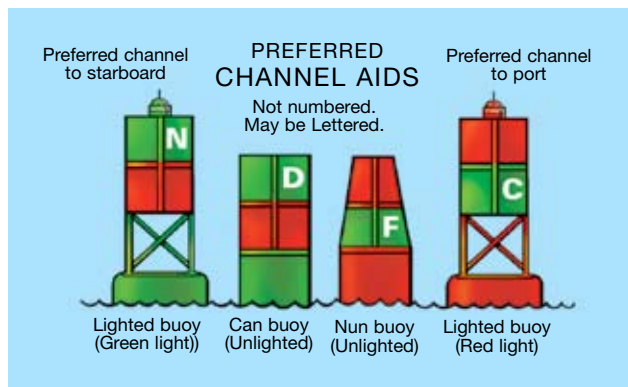 Preferred channel
to starboard
PREFERRED
CHANNEL AIDS
Not numbered.
May be Lettered.
Preferred channel
to port
N
D
F
C
Lighted buoy
(Green light))
Can buoy
(Unlighted)
Nun buoy
(Unlighted)
Lighted buoy
(Red light)